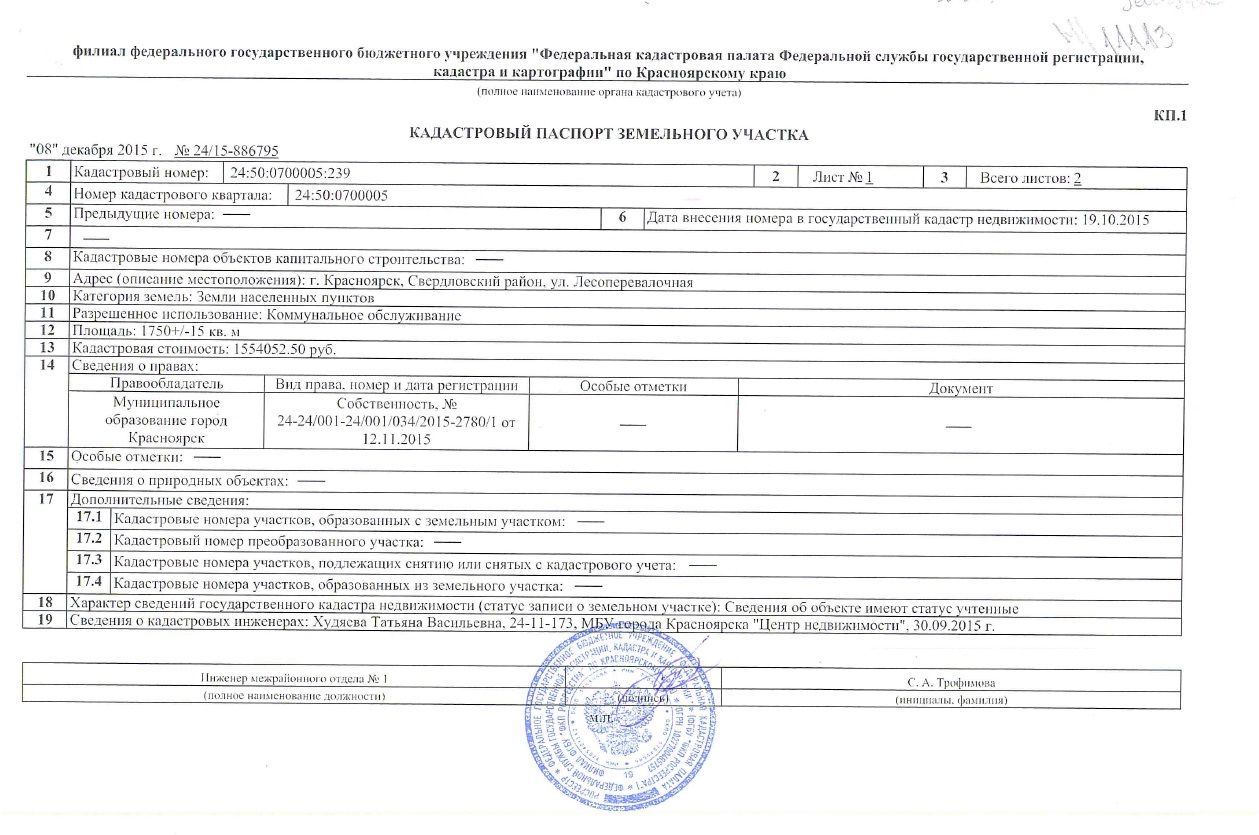 11113
филиал федерального государственного бюджетного учреждения "Федеральная кадастровая палата Федеральной службы государственной регистрации,
кадастра и картографии" по Красноярскому краю
(полное наименование органа кадастрового учета)
КП.1
КАДАСТРОВЫЙ ПАСПОРТ ЗЕМЕЛЬНОГО УЧАСТКА
"08" декабря 2015 г. № 24/15-886795
1 Кадастровый номер: 24:50:0700005:239 2 Лист № 1 3 Всего листов: 2
4 Номер кадастрового квартала: 24:50:0700005
5 Предыдущие номера: —— 6 Дата внесения номера в государственный кадастр недвижимости: 19.10.2015
7 ——
8 Кадастровые номера объектов капитального строительства: ——
9 Адрес (описание местоположения): г. Красноярск, Свердловский район, ул. Лесоперевалочная
10 Категория земель: Земли населенных пунктов
11 Разрешенное использование: Коммунальное обслуживание
12 Площадь: 1750+/-15 кв. м
13 Кадастровая стоимость: 1554052.50 руб.
14 Сведения о правах:
Правообладатель Вид права, номер и дата регистрации Особые отметки Документ
Муниципальное Собственность, №
образование город 24-24/001-24/001/034/2015-2780/1 от —— ——
Красноярск 12.11.2015
15 Особые отметки: ——
16 Сведения о природных объектах: ——
17 Дополнительные сведения:
17.1 Кадастровые номера участков, образованных с земельным участком: ——
17.2 Кадастровый номер преобразованного участка: ——
17.3 Кадастровые номера участков, подлежащих снятию или снятых с кадастрового учета: ——
17.4 Кадастровые номера участков, образованных из земельного участка: ——
18 Характер сведений государственного кадастра недвижимости (статус записи о земельном участке): Сведения об объекте имеют статус учтенные
19 Сведения о кадастровых инженерах: Худяева Татьяна Васильевна, 24-11-173, МБУ города Красноярска "Центр недвижимости", 30.09.2015 г.
Инженер межрайонного отдела № 1 С. А. Трофимова
(полное наименование должности) (подпись) (инициалы, фамилия)
М.П.